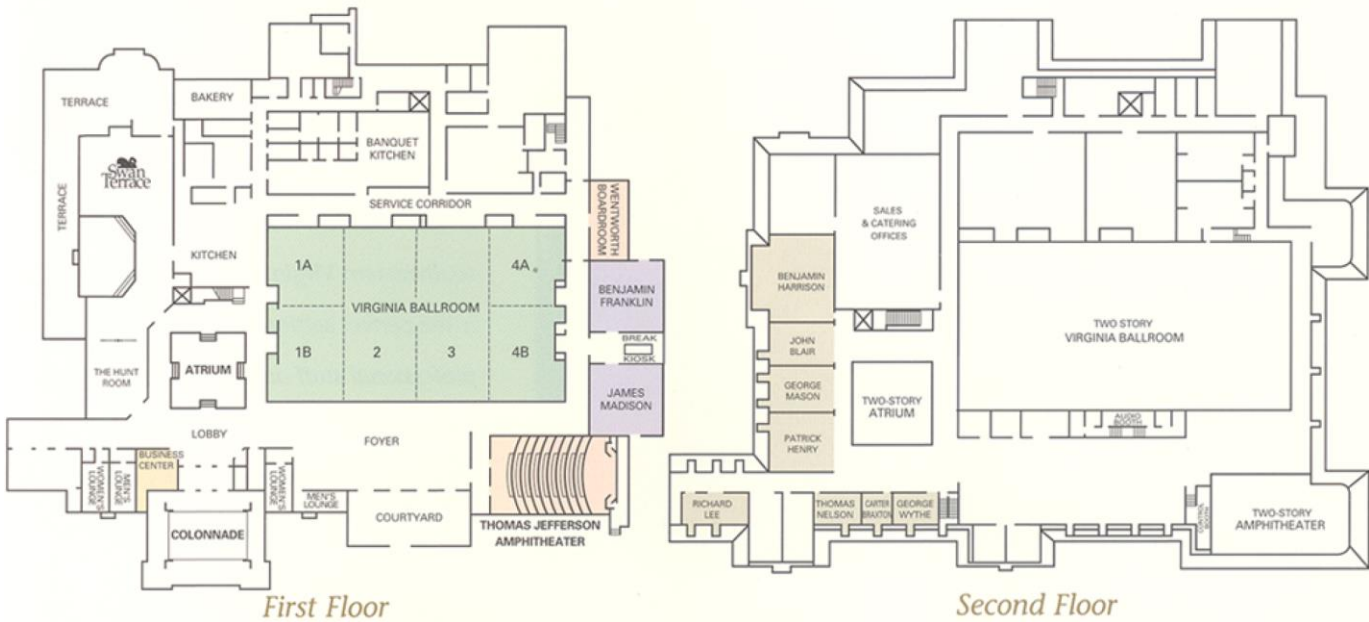 TERRACE
BAKERY
BANQUET
KITCHEN
Swan
Terrace
TERRACE
SERVICE CORRIDOR
WENTWORTH
BOARDROOM
KITCHEN
1A
4A
VIRGINIA BALLROOM
BENJAMIN
FRANKLIN
BREAK
KIOSK
1B
2
3
4B
THE HUNT
ROOM
ATRIUM
JAMES
MADISON
LOBBY
FOYER
BUSINESS
CENTER
WOMEN'S
LOUNGE
MEN'S
LOUNGE
WOMEN'S
LOUNGE
MEN'S
LOUNGE
COURTYARD
THOMAS JEFFERSON
AMPHITHEATER
COLONNADE
First Floor
SALES
& CATERING
OFFICES
BENJAMIN
HARRISON
TWO STORY
VIRGINIA BALLROOM
JOHN
BLAIR
GEORGE
MASON
TWO-STORY
ATRIUM
PATRICK
HENRY
AUDIO
BOOTH
RICHARD
LEE
THOMAS
NELSON
CARTER
BRAXTON
GEORGE
WYTHE
CONTROL
BOOTH
TWO-STORY
AMPHITHEATER
Second Floor